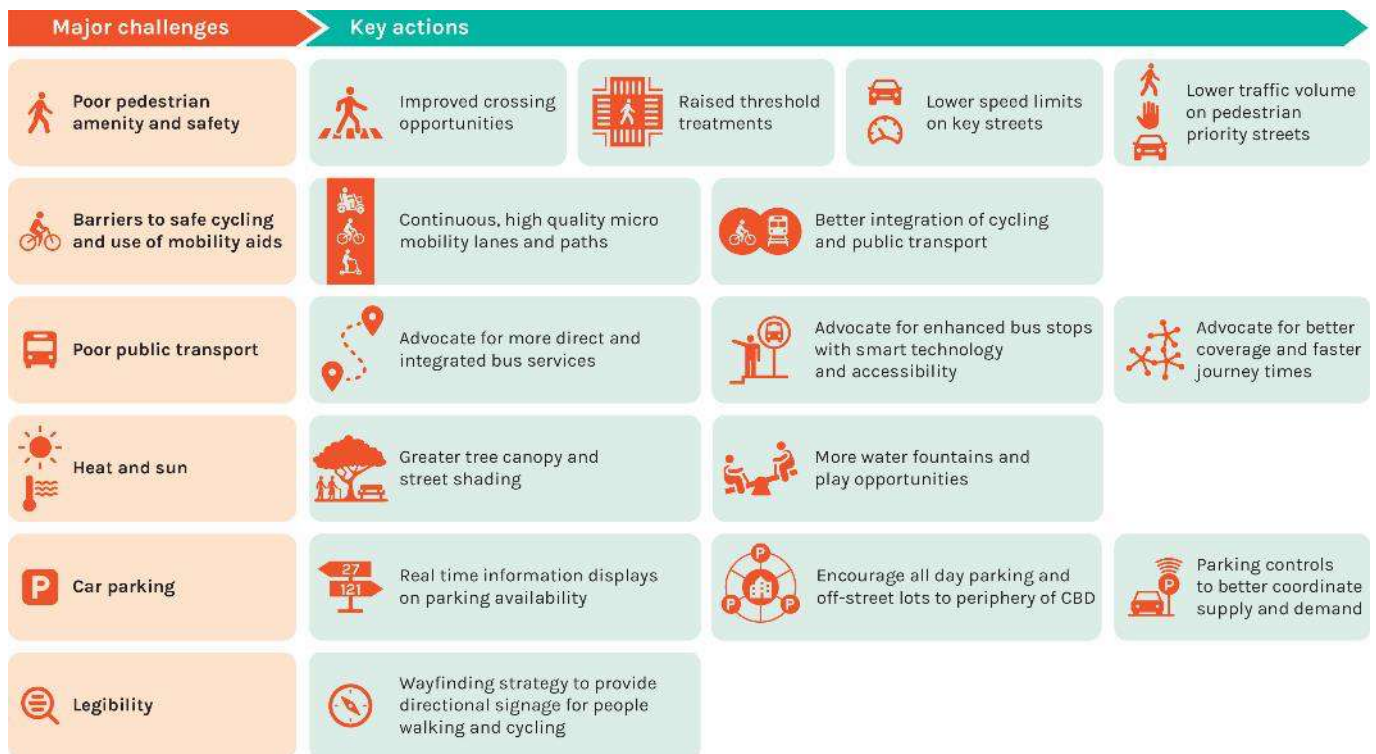 Major challenges
Key actions
Poor pedestrian
amenity and safety
Improved crossing
opportunities
Raised threshold
treatments
Lower speed limits
on key streets
Lower traffic volume
on pedestrian
priority streets
Barriers to safe cycling
and use of mobility aids
Continuous, high quality micro
mobility lanes and paths
Better integration of cycling
and public transport
Poor public transport
Advocate for more direct and
integrated bus services
Advocate for enhanced bus stops
with smart technology
and accessibility
Advocate for better
coverage and faster
journey times
Heat and sun
Greater tree canopy and
street shading
More water fountains and
play opportunities
P
Car parking
27
121
Real time information displays
on parking availability
P
P
P
Encourage all day parking and
off-street lots to periphery of CBD
P
Parking controls
to better coordinate
supply and demand
Legibility
Wayfinding strategy to provide
directional signage for people
walking and cycling